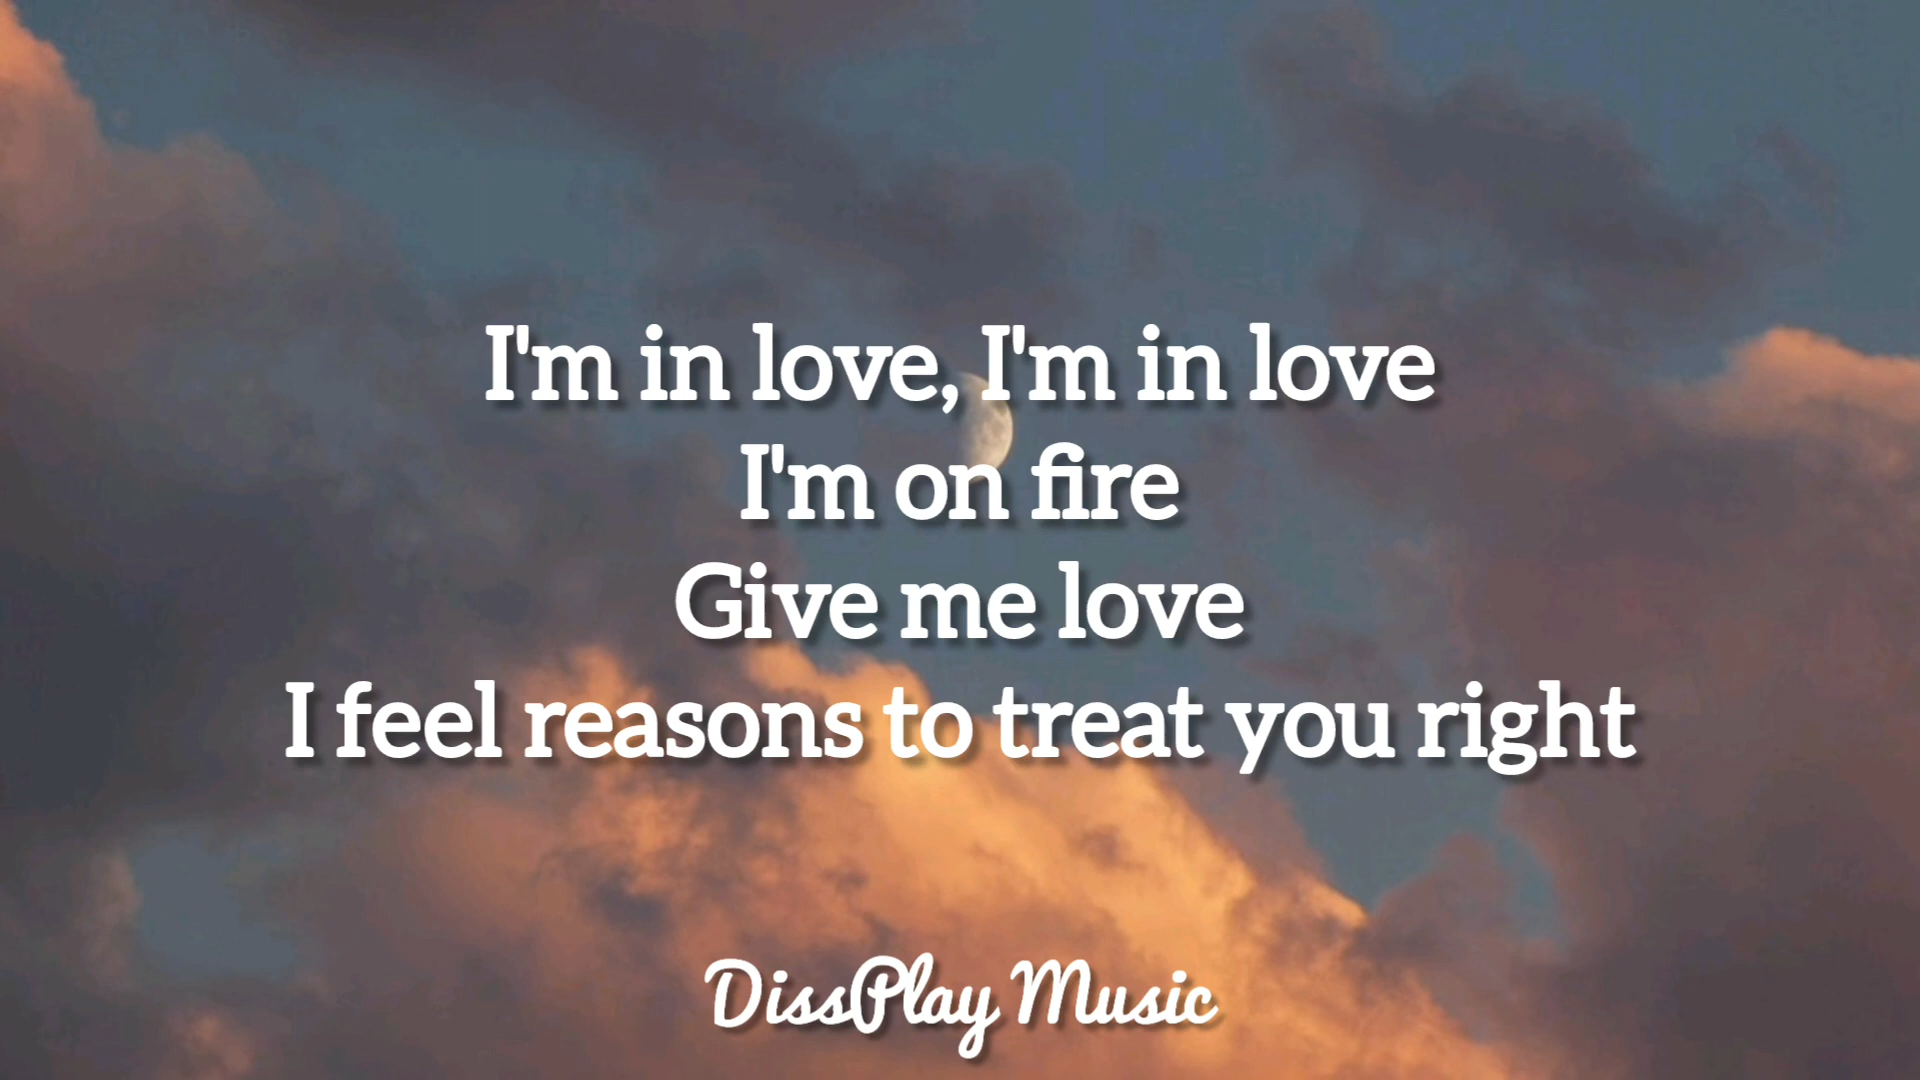 I'm in love, I'm in love
I'm on fire
Give me love
I feel reasons to treat you right
DissPlay Music